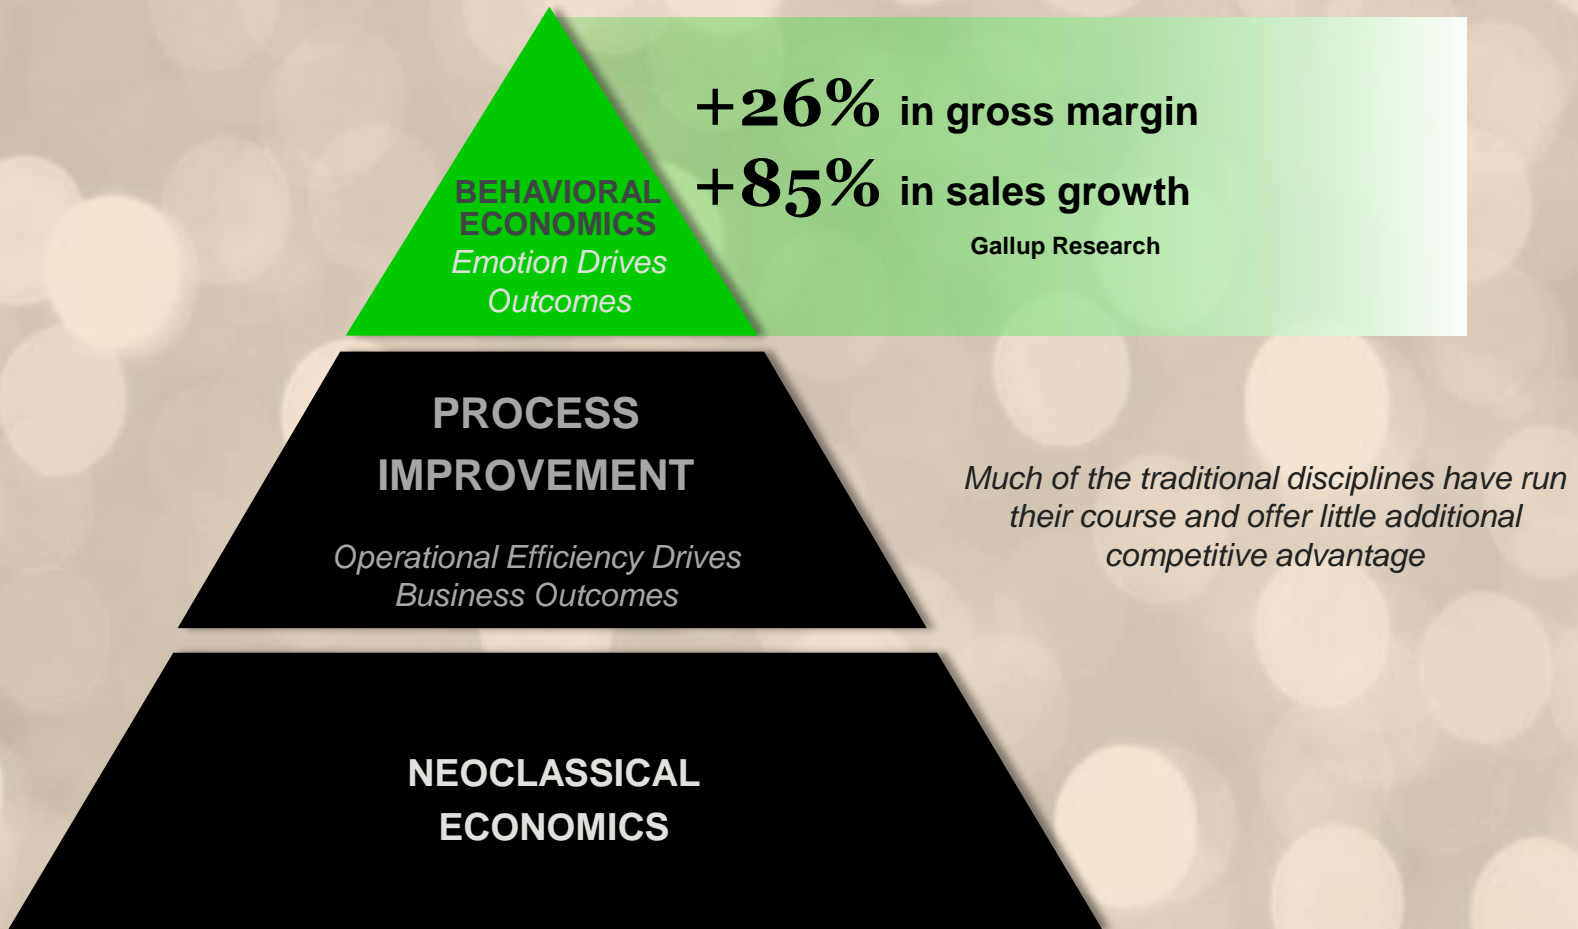 +26% in gross margin
+85% in sales growth
Gallup Research
BEHAVIORAL
ECONOMICS
Emotion Drives
Outcomes
PROCESS
IMPROVEMENT
Operational Efficiency Drives
Business Outcomes
Much of the traditional disciplines have run
their course and offer little additional
competitive advantage
NEOCLASSICAL
ECONOMICS